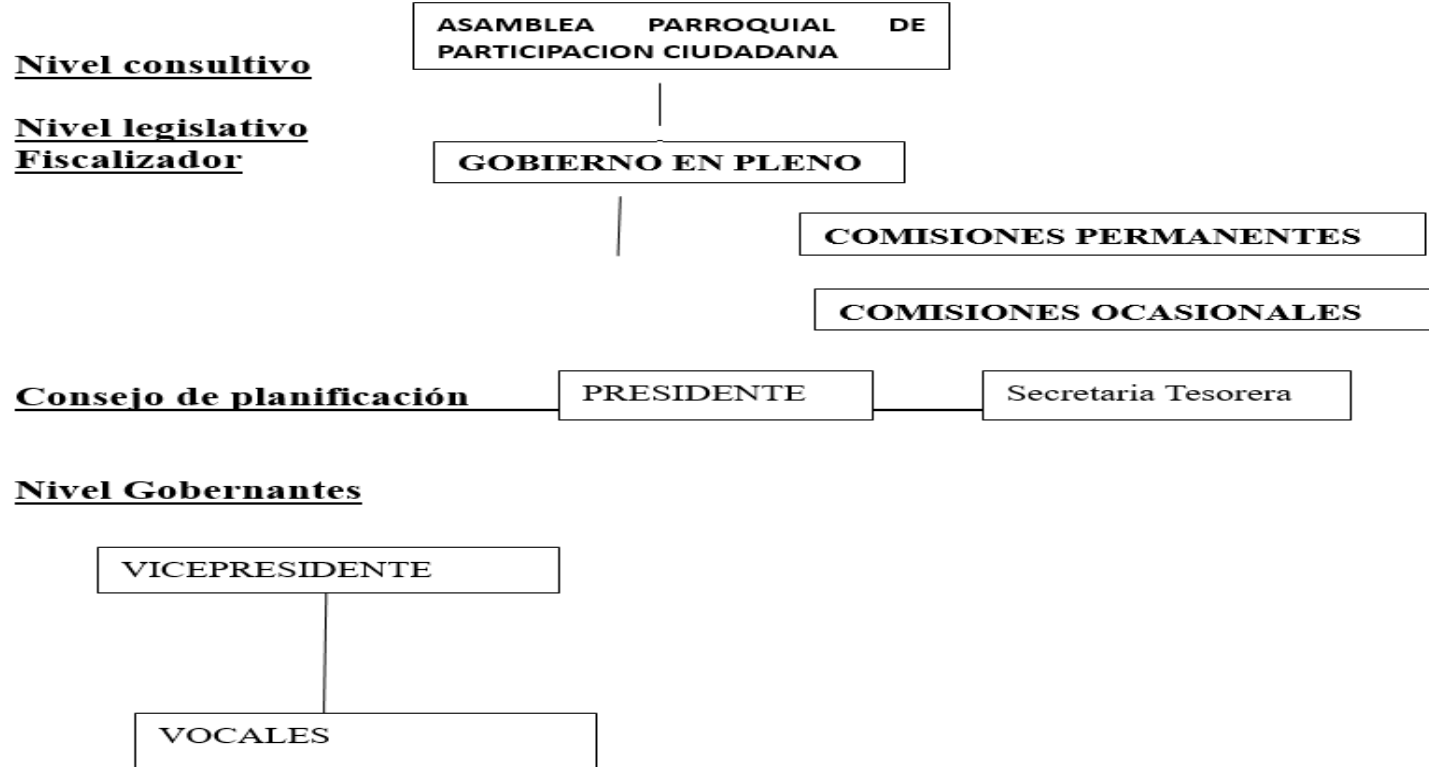 ASAMBLEA PARROQUIAL DE
PARTICIPACION CIUDADANA
Nivel consultivo
Nivel legislativo
Fiscalizador
GOBIERNO EN PLENO
COMISIONES PERMANENTES
COMISIONES OCASIONALES
Consejo de planificación
PRESIDENTE
Secretaria Tesorera
Nivel Gobernantes
VICEPRESIDENTE
VOCALES